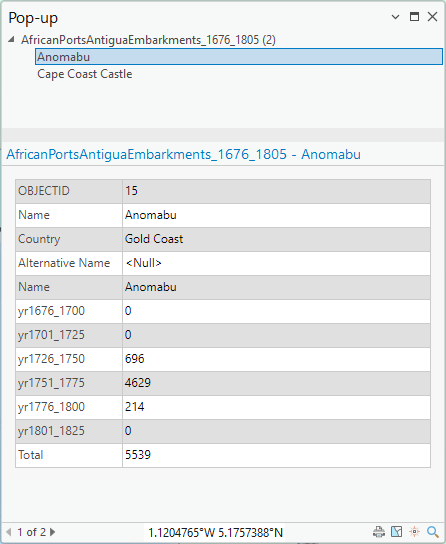 Pop-up
AfricanPortsAntiguaEmbarkments_1676_1805 (2)
Anomabu
Cape Coast Castle
AfricanPortsAntiguaEmbarkments_1676_1805 - Anomabu
OBJECTID 15
Name Anomabu
Country Gold Coast
Alternative Name <Null>
Name Anomabu
yr1676_1700 0
yr1701_1725 0
yr1726_1750 696
yr1751_1775 4629
yr1776_1800 214
yr1801_1825 0
Total 5539
1 of 2 1.1204765°W 5.1757388°N